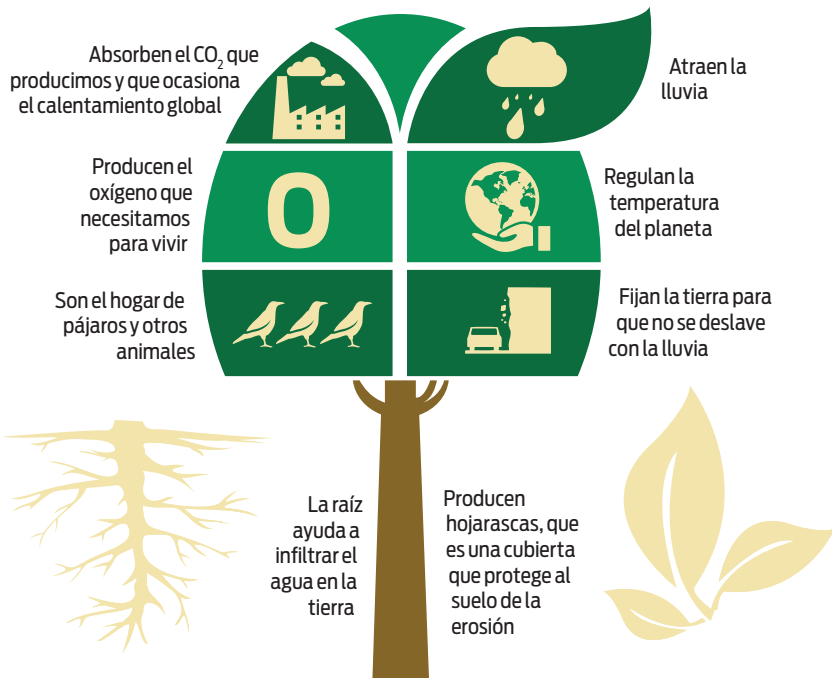 Absorben el CO₂ que
producimos y que ocasiona
el calentamiento global
Atraen la
lluvia
Producen el
oxígeno que
necesitamos
para vivir
O
Regulan la
temperatura
del planeta
Son el hogar de
pájaros y otros
animales
Fijan la tierra para
que no se deslave
con la lluvia
La raíz
ayuda a
infiltrar el
agua en la
tierra
Producen
hojarascas, que
es una cubierta
que protege al
suelo de la
erosión